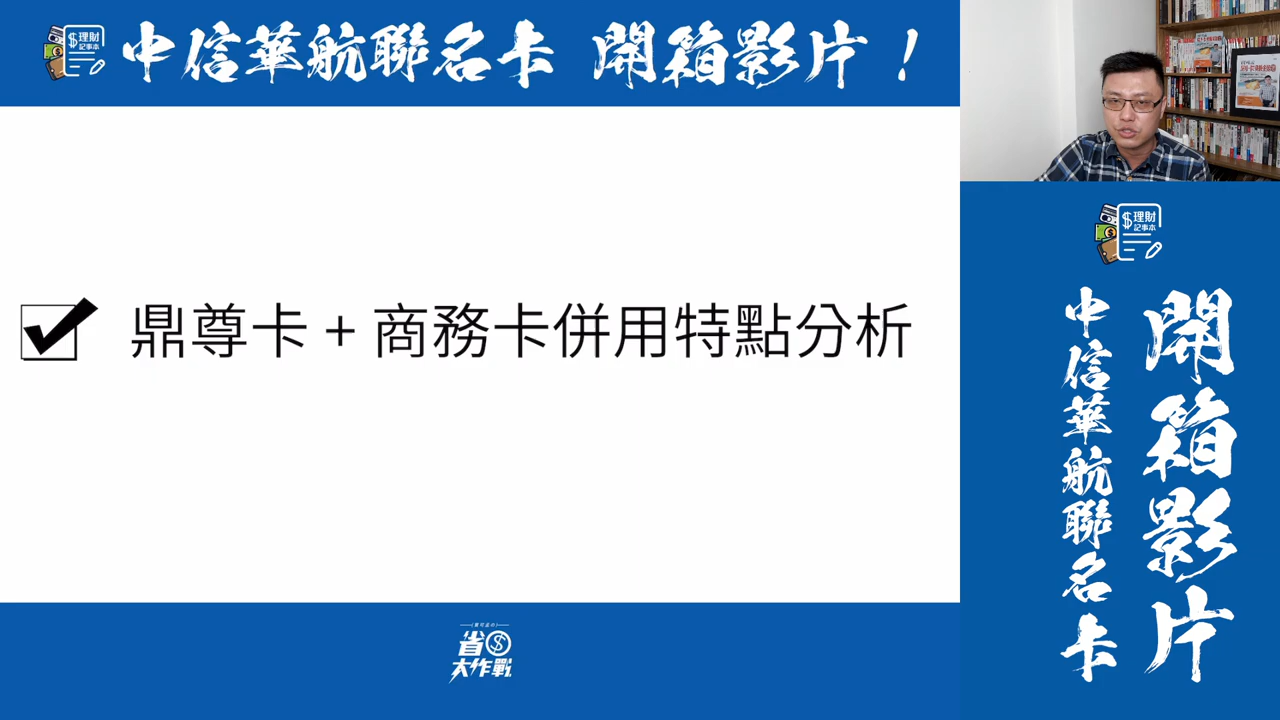 理財
記事本
中信華航聯名卡 開箱影片！
鼎尊卡 + 商務卡併用特點分析
省
大作戰
理財
記事本
開箱影片
中信華航聯名卡